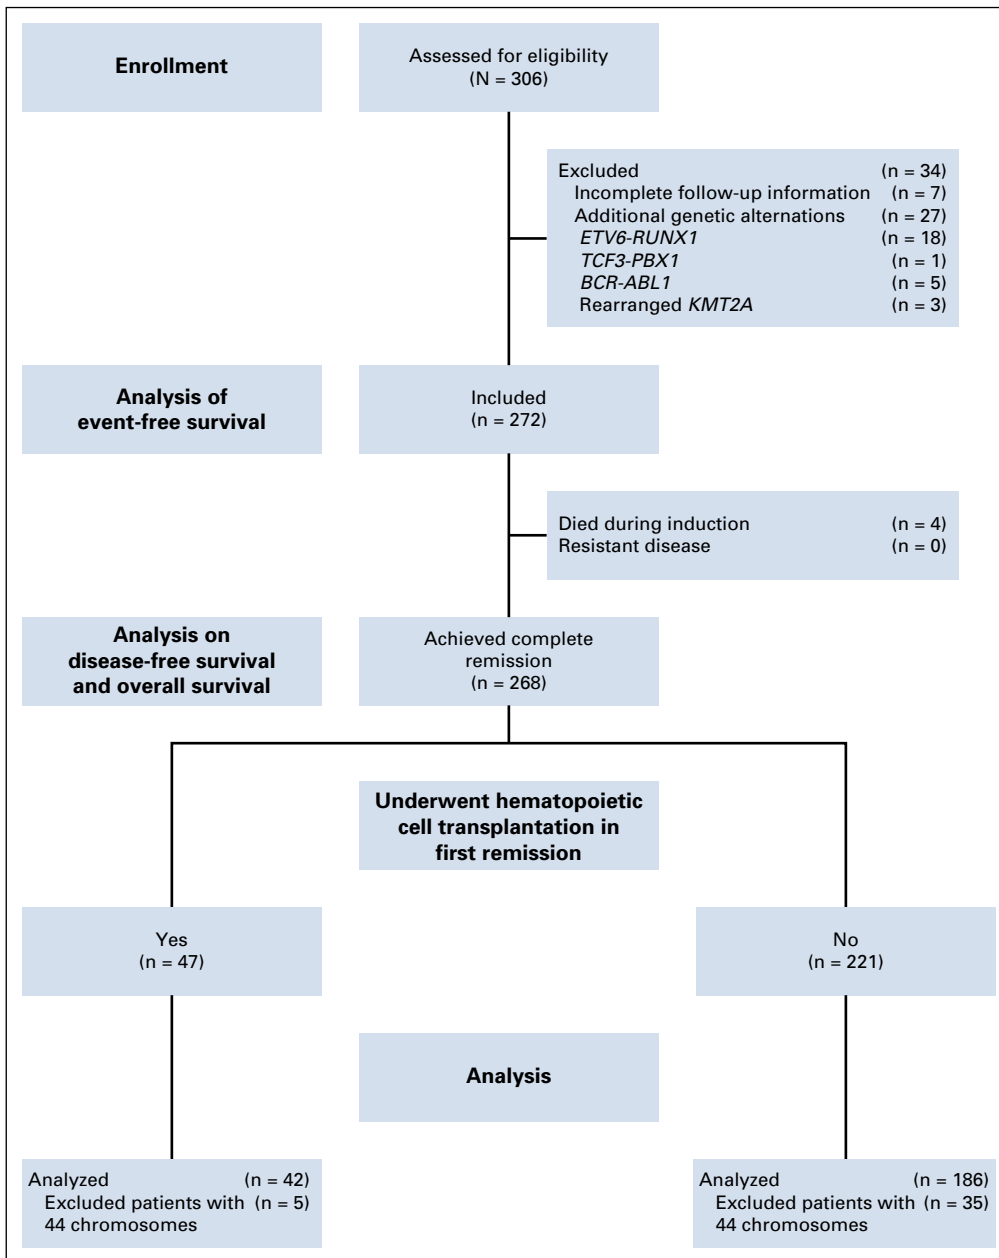 Enrollment
Assessed for eligibility
(N = 306)
Excluded (n = 34)
Incomplete follow-up information (n = 7)
Additional genetic alternations (n = 27)
ETV6-RUNX1 (n = 18)
TCF3-PBX1 (n = 1)
BCR-ABL1 (n = 5)
Rearranged KMT2A (n = 3)
Analysis of
event-free survival
Included
(n = 272)
Died during induction (n = 4)
Resistant disease (n = 0)
Analysis on
disease-free survival
and overall survival
Achieved complete
remission
(n = 268)
Underwent hematopoietic
cell transplantation in
first remission
Yes
(n = 47)
No
(n = 221)
Analysis
Analyzed (n = 42)
Excluded patients with (n = 5)
44 chromosomes
Analyzed (n = 186)
Excluded patients with (n = 35)
44 chromosomes